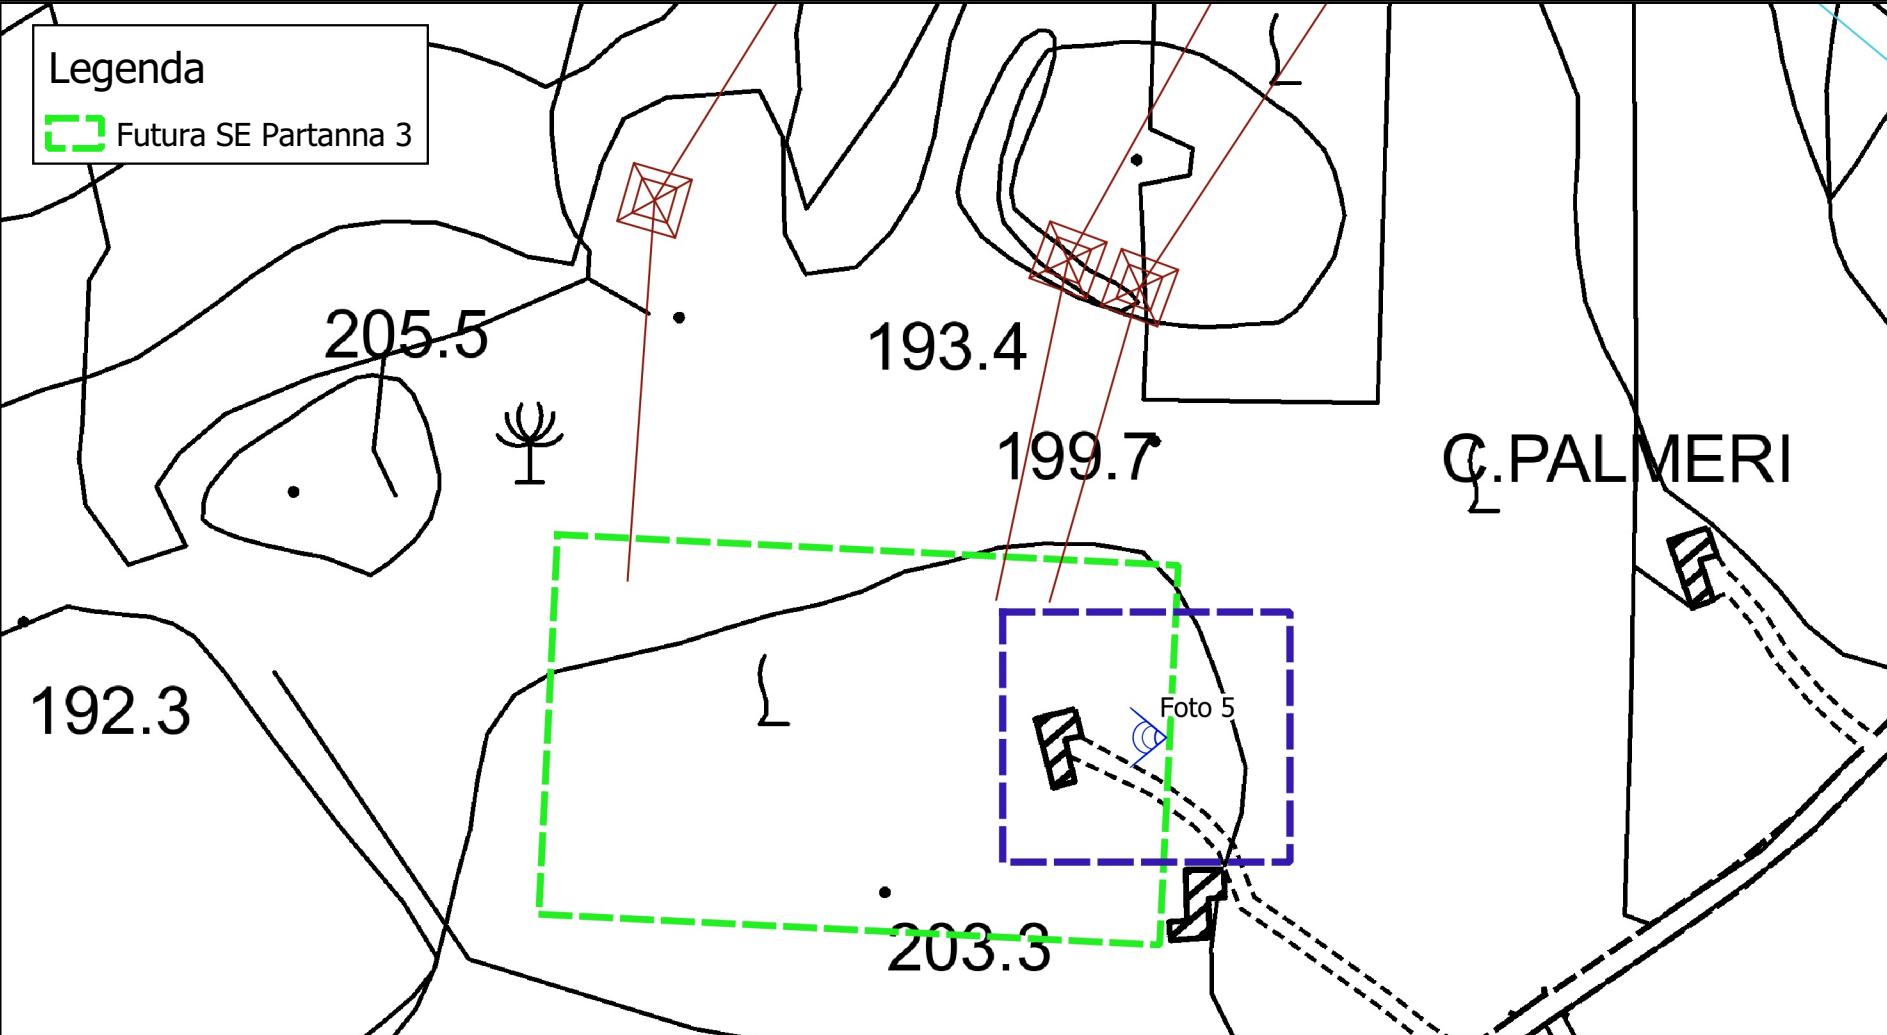 Legenda
Futura SE Partanna 3
205.5
193.4
199.7
C.PALMERI
192.3
Foto 5
203.3